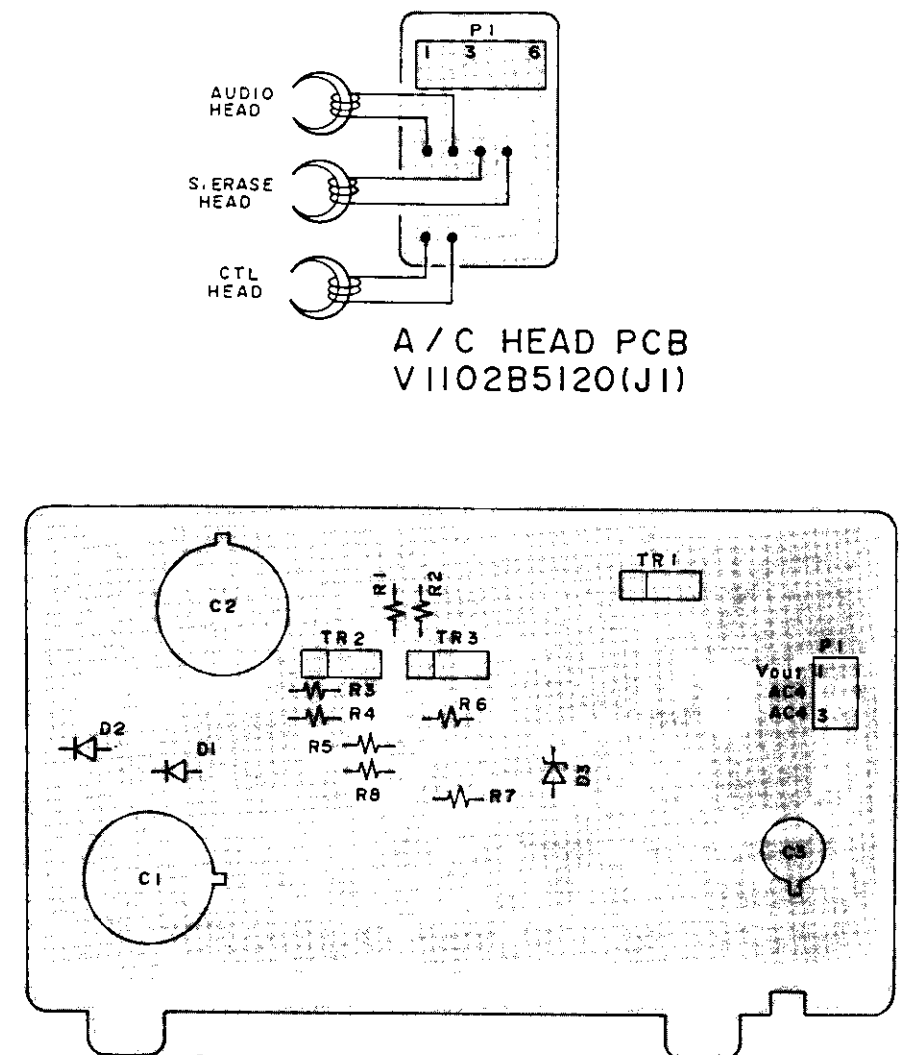 P1
1 3 6
AUDIO
HEAD
S. ERASE
HEAD
CTL
HEAD
A/C HEAD PCB
V1102B5120(J1)
C2
R1
R2
TR1
TR2
TR3
P1
Vout 1
AC4
AC4 3
R3
R4
R6
D2
R5
D1
D3
R8
R7
C1
C3